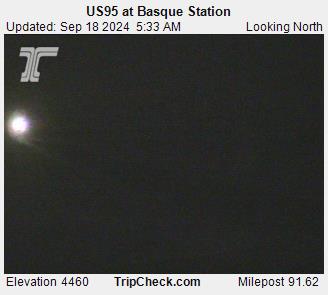 US95 at Basque Station
Updated: Sep 18 2024 5:33 AM Looking North
Elevation 4460 TripCheck.com Milepost 91.62